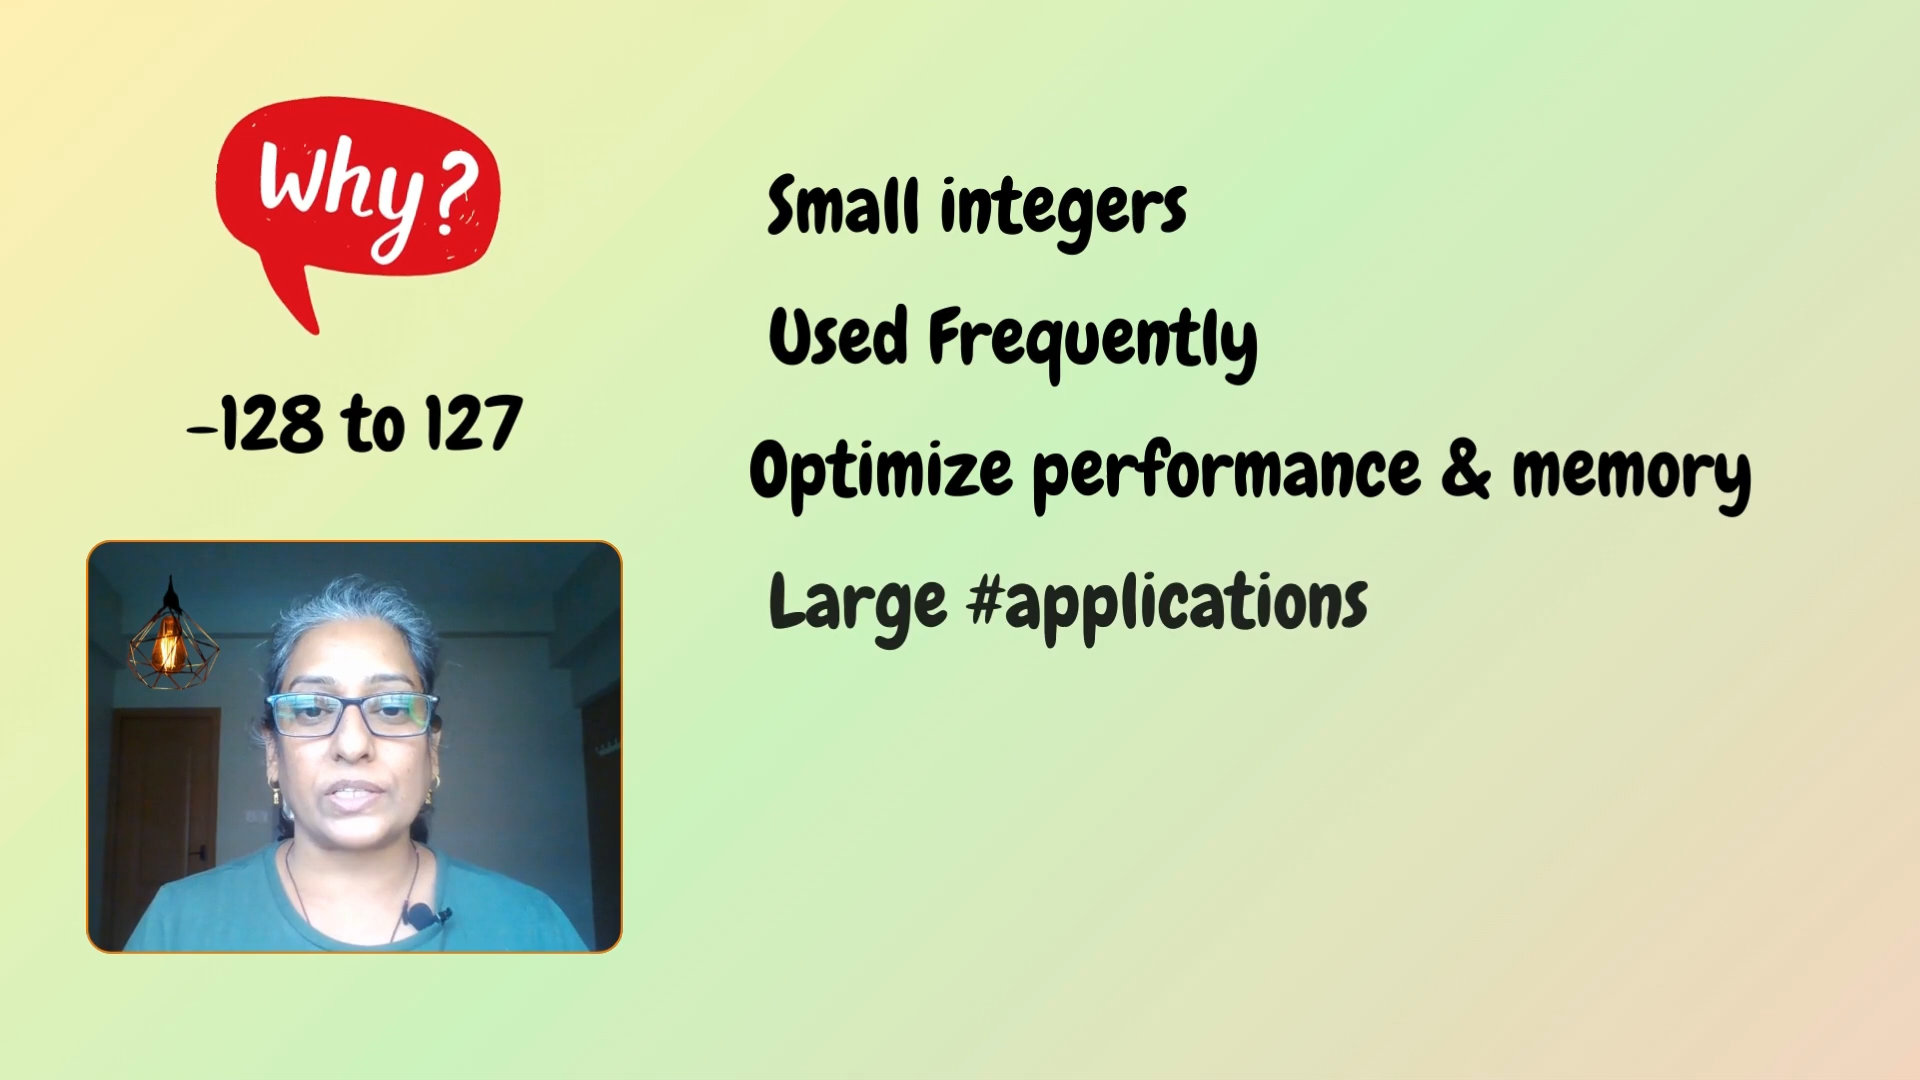 Why?
-128 to 127
Small integers
Used Frequently
Optimize performance & memory
Large #applications